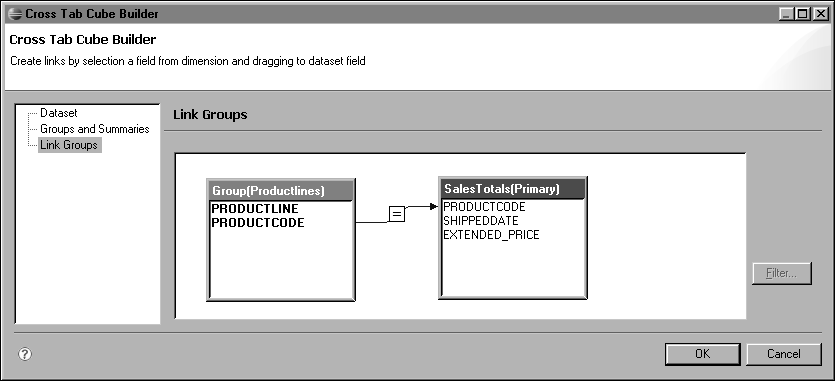 Cross Tab Cube Builder
Cross Tab Cube Builder
Create links by selection a field from dimension and dragging to dataset field
Dataset
Groups and Summaries
Link Groups
Link Groups
Group(Productlines)
PRODUCTLINE
PRODUCTCODE
=
SalesTotals(Primary)
PRODUCTCODE
SHIPPEDDATE
EXTENDED_PRICE
Filter...
?
OK
Cancel